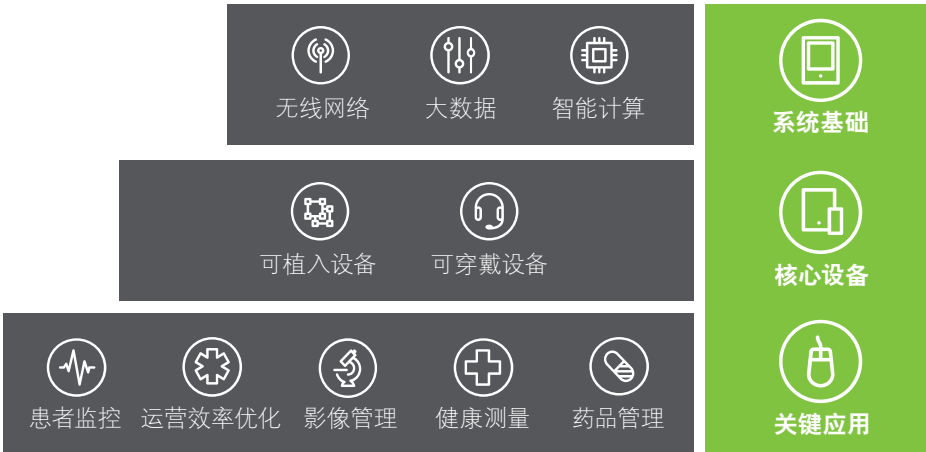 无线网络
大数据
智能计算
系统基础
可植入设备
可穿戴设备
核心设备
患者监控
运营效率优化
影像管理
健康测量
药品管理
关键应用